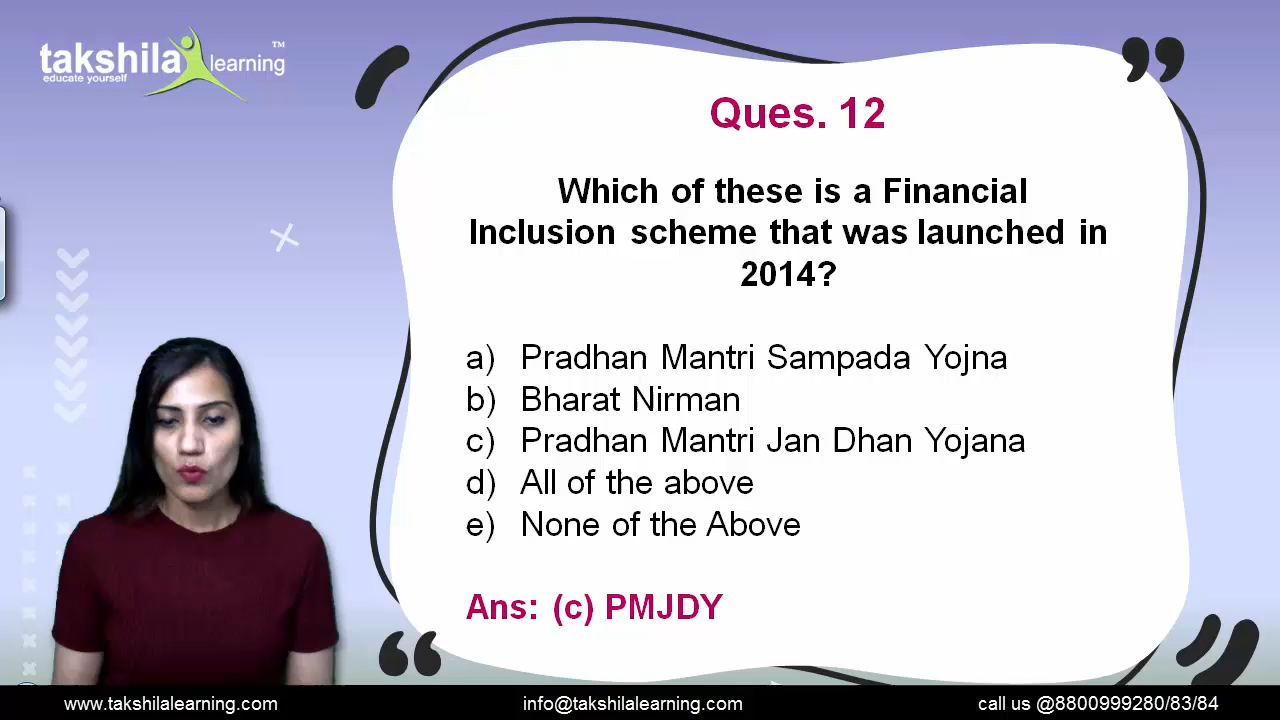 takshila learning™
educate yourself
Ques. 12
Which of these is a Financial
Inclusion scheme that was launched in
2014?
a) Pradhan Mantri Sampada Yojna
b) Bharat Nirman
c) Pradhan Mantri Jan Dhan Yojana
d) All of the above
e) None of the Above
Ans: (c) PMJDY
www.takshilalearning.com info@takshilalearning.com call us @8800999280/83/84